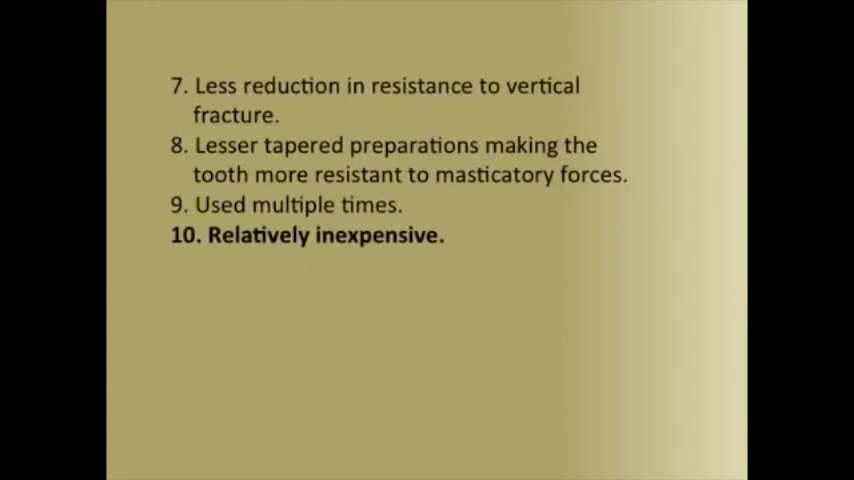 7. Less reduction in resistance to vertical
fracture.
8. Lesser tapered preparations making the
tooth more resistant to masticatory forces.
9. Used multiple times.
10. Relatively inexpensive.